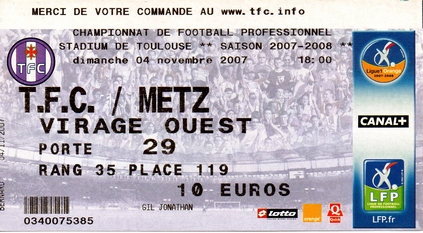 MERCI DE VOTRE COMMANDE AU www.tfc.info
CHAMPIONNAT DE FOOTBALL PROFESSIONNEL
STADIUM DE TOULOUSE ** SAISON 2007-2008 **
dimanche 04 novembre 2007 18:00
TFC
T.F.C. / METZ
VIRAGE OUEST
PORTE 29
RANG 35 PLACE 119
10 EUROS
0340075385
GIL JONATHAN
lotto
orange
CANAL+
LFP
LFP.fr